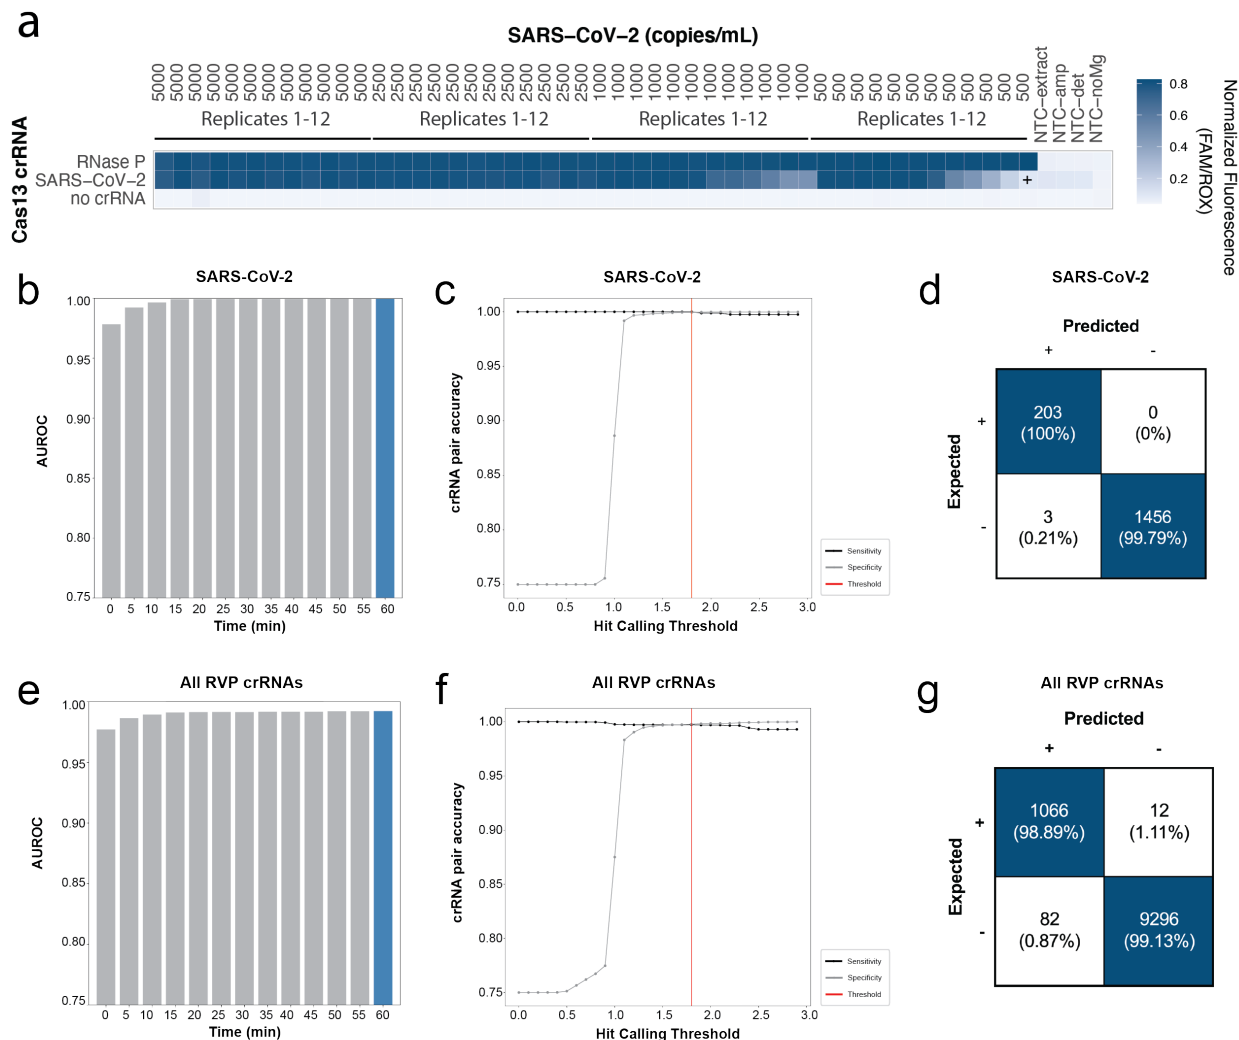 a
SARS–CoV–2 (copies/mL)
5000 5000 5000 5000 5000 5000 5000 5000 5000 5000 5000 5000 2500 2500 2500 2500 2500 2500 2500 2500 2500 2500 2500 2500 1000 1000 1000 1000 1000 1000 1000 1000 1000 1000 1000 1000 500 500 500 500 500 500 500 500 500 500 500 500 NTC–extract NTC–amp NTC–det NTC–noMg
Replicates 1-12 Replicates 1-12 Replicates 1-12 Replicates 1-12
Cas13 crRNA
RNase P
SARS–CoV–2
no crRNA
+
0.8
0.6
0.4
0.2
Normalized Fluorescence
(FAM/ROX)
b
SARS-CoV-2
AUROC
1.00
0.95
0.90
0.85
0.80
0.75
0 5 10 15 20 25 30 35 40 45 50 55 60
Time (min)
c
SARS-CoV-2
crRNA pair accuracy
1.00
0.95
0.90
0.85
0.80
0.75
0.0 0.5 1.0 1.5 2.0 2.5 3.0
Hit Calling Threshold
Sensitivity
Specificity
Threshold
d
SARS-CoV-2
Predicted
+ -
Expected
+
-
203
(100%)
0
(0%)
3
(0.21%)
1456
(99.79%)
e
All RVP crRNAs
AUROC
1.00
0.95
0.90
0.85
0.80
0.75
0 5 10 15 20 25 30 35 40 45 50 55 60
Time (min)
f
All RVP crRNAs
crRNA pair accuracy
1.00
0.95
0.90
0.85
0.80
0.75
0.0 0.5 1.0 1.5 2.0 2.5 3.0
Hit Calling Threshold
Sensitivity
Specificity
Threshold
g
All RVP crRNAs
Predicted
+ -
Expected
+
-
1066
(98.89%)
12
(1.11%)
82
(0.87%)
9296
(99.13%)